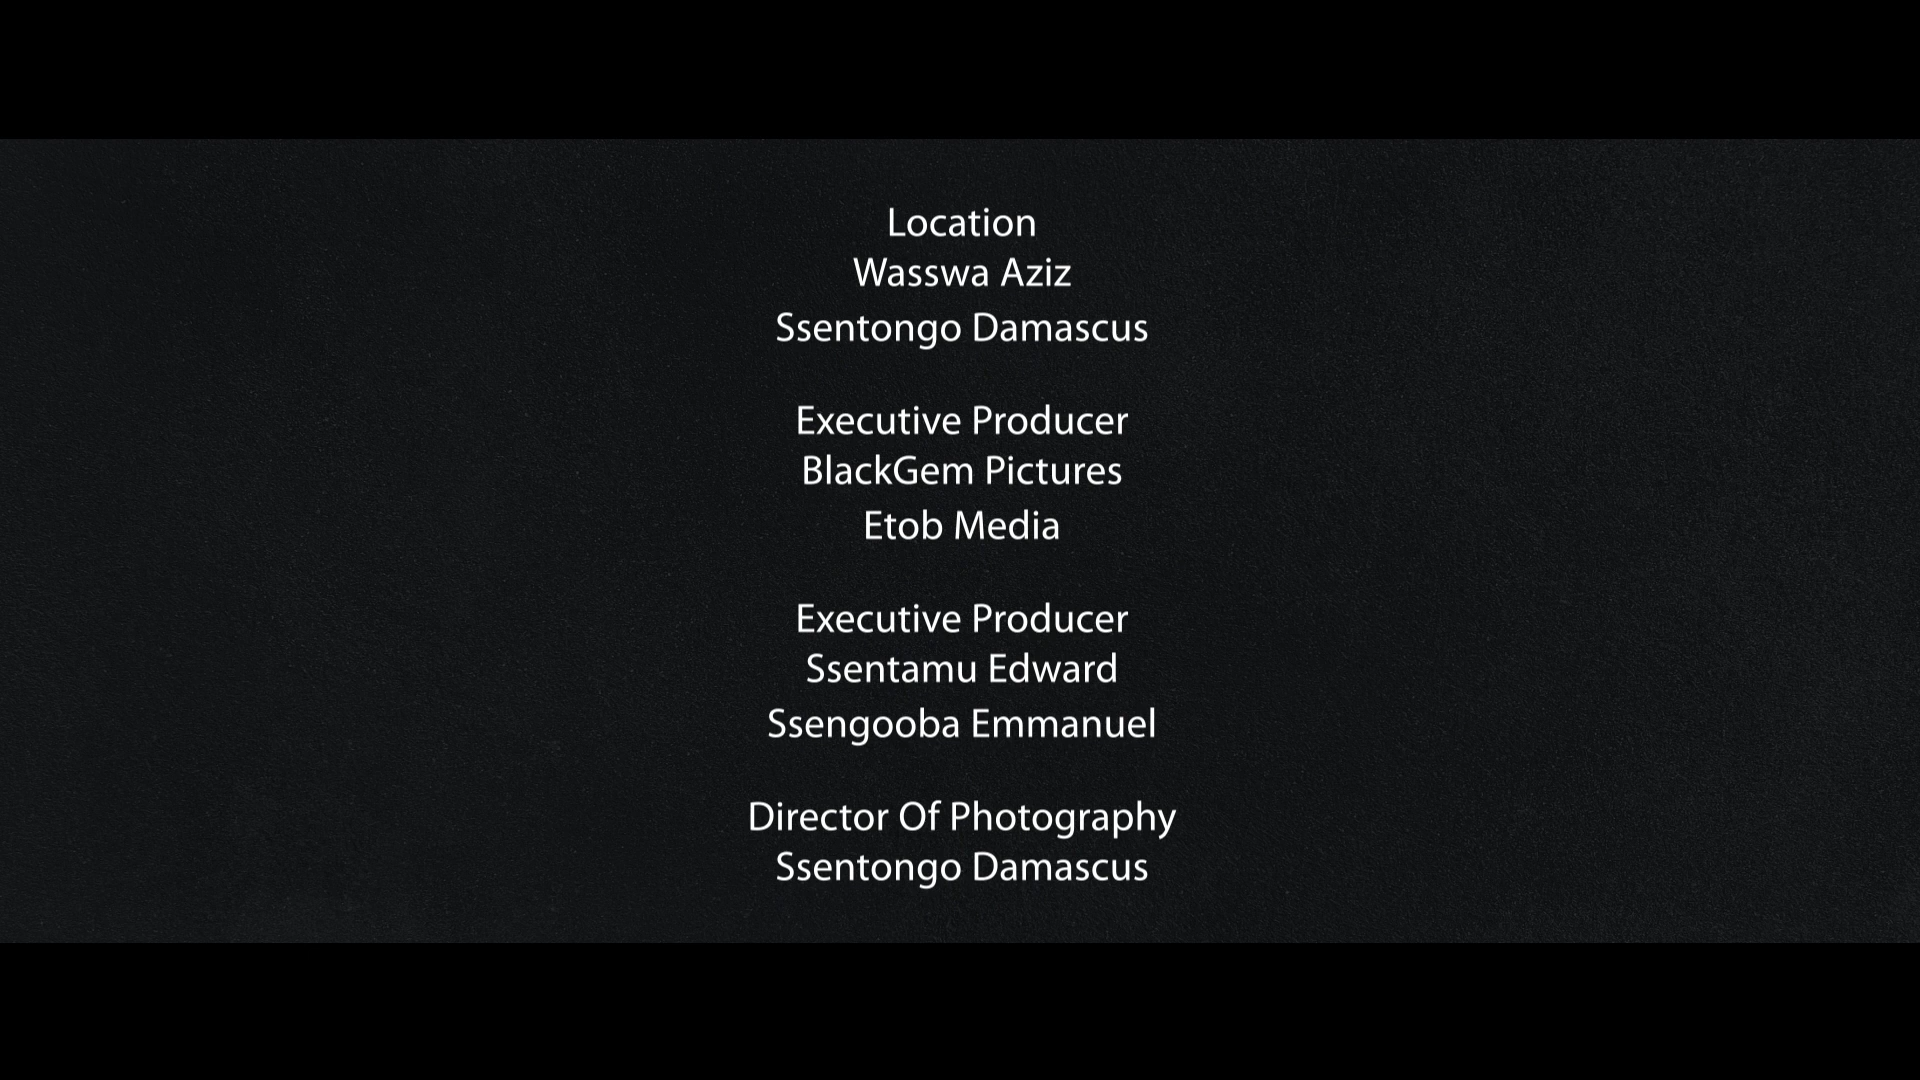 Location
Wasswa Aziz
Ssentongo Damascus
Executive Producer
BlackGem Pictures
Etob Media
Executive Producer
Ssentamu Edward
Ssengooba Emmanuel
Director Of Photography
Ssentongo Damascus